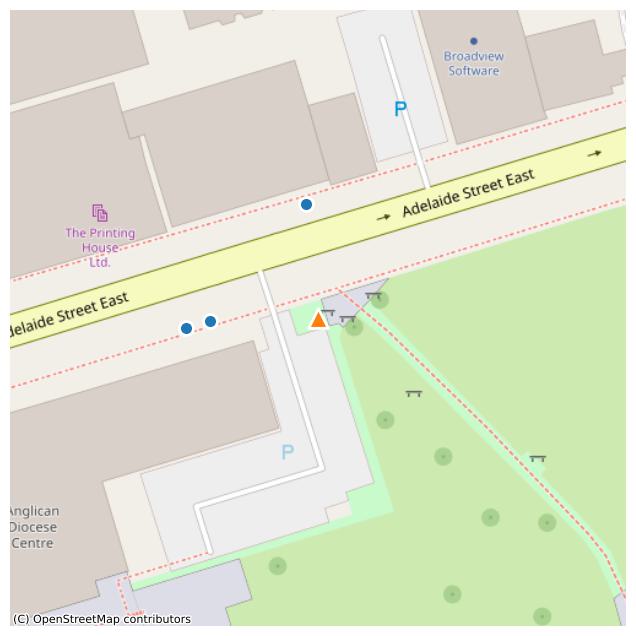 Broadview
Software
P
Adelaide Street East
The Printing
House
Ltd.
delaide Street East
P
Anglican
Diocese
Centre
(C) OpenStreetMap contributors